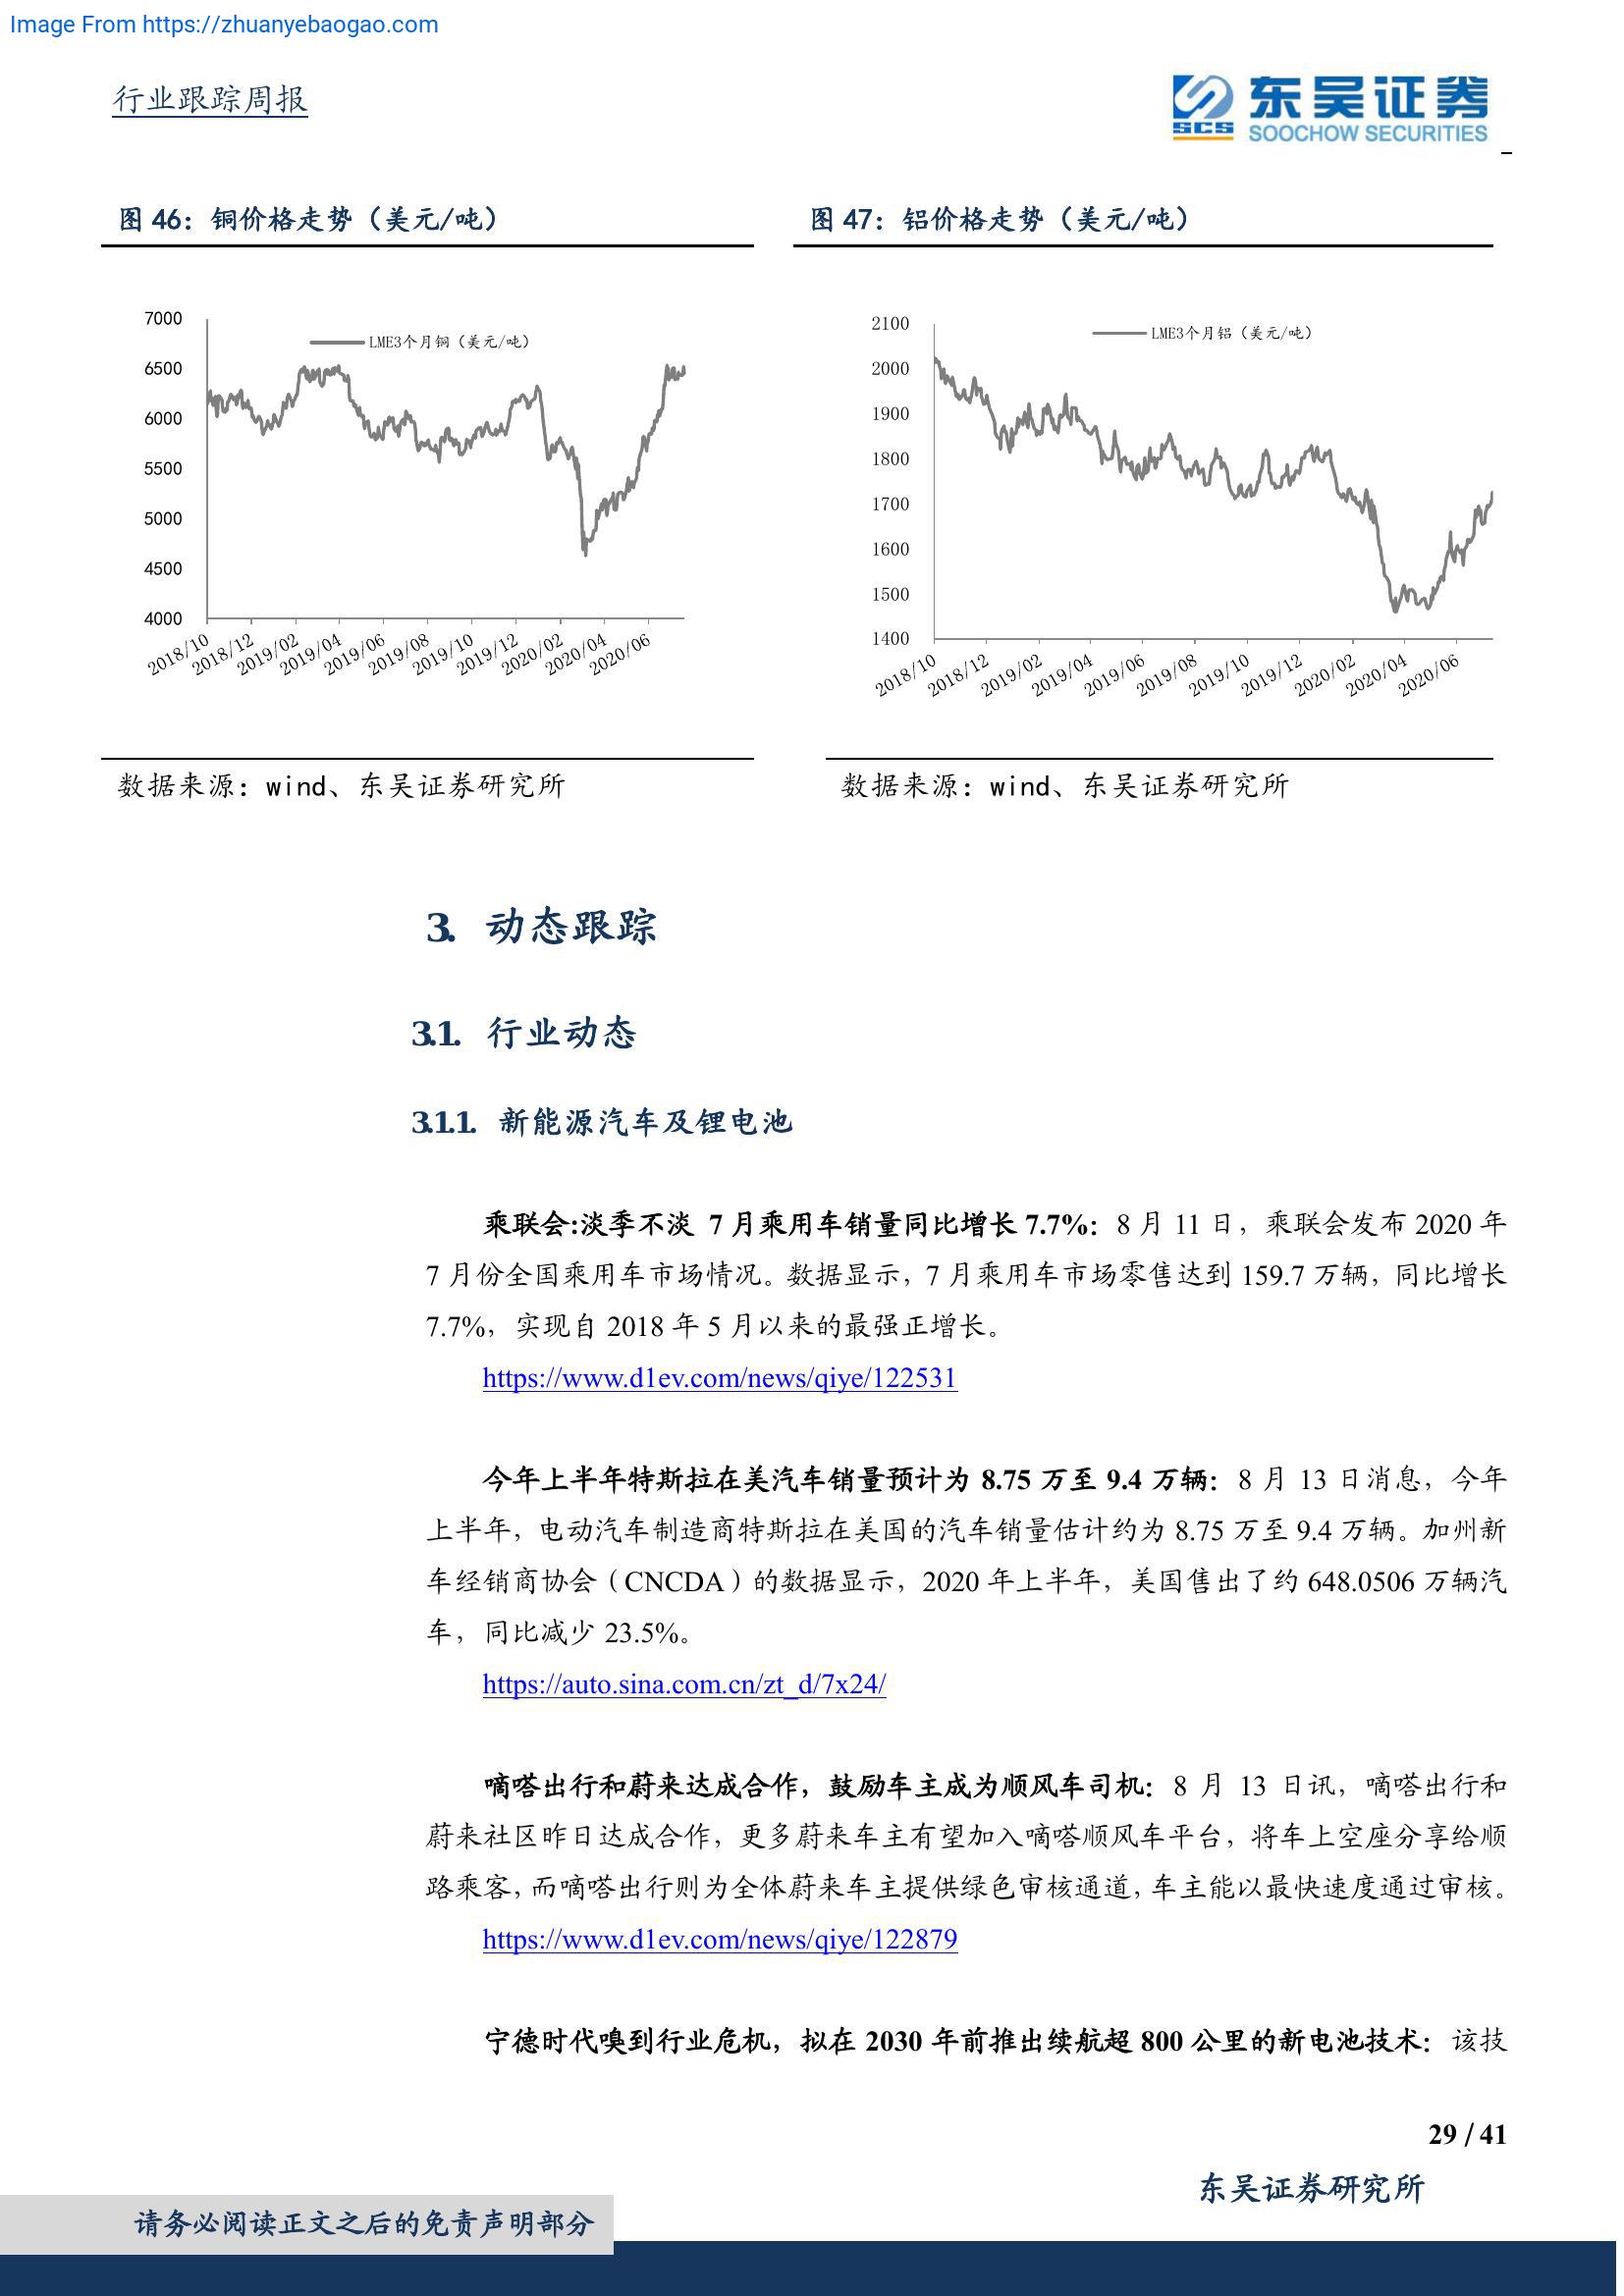 Image From https://zhuanyebaogao.com
行业跟踪周报
SCS
东吴证券
SOOCHOW SECURITIES
图 46：铜价格走势（美元/吨）
7000
6500
6000
5500
5000
4500
4000
LME3个月铜（美元/吨）
2018/10
2018/12
2019/02
2019/04
2019/06
2019/08
2019/10
2019/12
2020/02
2020/04
2020/06
数据来源：wind、东吴证券研究所
图 47：铝价格走势（美元/吨）
2100
2000
1900
1800
1700
1600
1500
1400
LME3个月铝（美元/吨）
2018/10
2018/12
2019/02
2019/04
2019/06
2019/08
2019/10
2019/12
2020/02
2020/04
2020/06
数据来源：wind、东吴证券研究所
3. 动态跟踪
3.1. 行业动态
3.1.1. 新能源汽车及锂电池
乘联会:淡季不淡 7 月乘用车销量同比增长 7.7%：8 月 11 日，乘联会发布 2020 年
7 月份全国乘用车市场情况。数据显示，7 月乘用车市场零售达到 159.7 万辆，同比增长
7.7%，实现自 2018 年 5 月以来的最强正增长。
https://www.d1ev.com/news/qiye/122531
今年上半年特斯拉在美汽车销量预计为 8.75 万至 9.4 万辆：8 月 13 日消息，今年
上半年，电动汽车制造商特斯拉在美国的汽车销量估计约为 8.75 万至 9.4 万辆。加州新
车经销商协会（CNCDA）的数据显示，2020 年上半年，美国售出了约 648.0506 万辆汽
车，同比减少 23.5%。
https://auto.sina.com.cn/zt_d/7x24/
嘀嗒出行和蔚来达成合作，鼓励车主成为顺风车司机：8 月 13 日讯，嘀嗒出行和
蔚来社区昨日达成合作，更多蔚来车主有望加入嘀嗒顺风车平台，将车上空座分享给顺
路乘客，而嘀嗒出行则为全体蔚来车主提供绿色审核通道，车主能以最快速度通过审核。
https://www.d1ev.com/news/qiye/122879
宁德时代嗅到行业危机，拟在 2030 年前推出续航超 800 公里的新电池技术：该技
29 / 41
东吴证券研究所
请务必阅读正文之后的免责声明部分